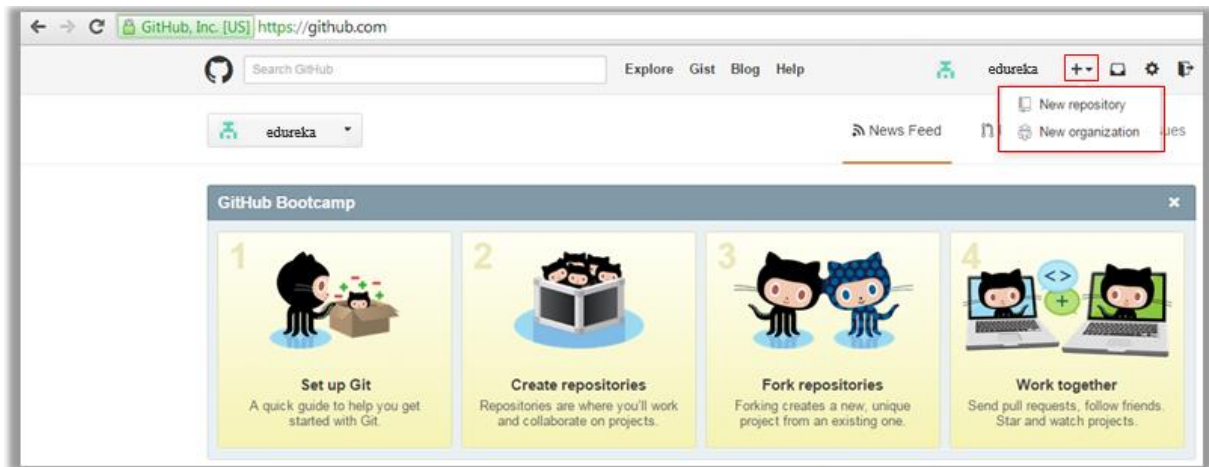 GitHub, Inc. [US] https://github.com
Search GitHub
Explore Gist Blog Help
edureka
New repository
New organization
edureka
News Feed
ues
GitHub Bootcamp
1
Set up Git
A quick guide to help you get
started with Git.
2
Create repositories
Repositories are where you'll work
and collaborate on projects.
3
Fork repositories
Forking creates a new, unique
project from an existing one.
4
Work together
Send pull requests, follow friends.
Star and watch projects.